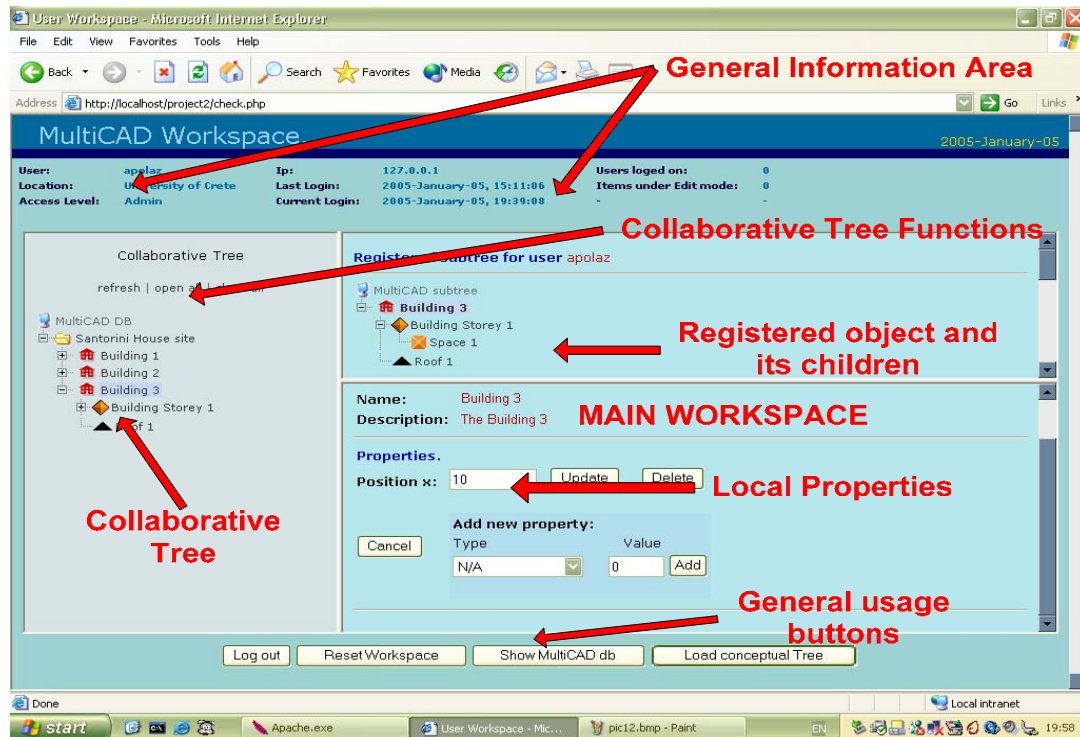 User Workspace - Microsoft Internet Explorer
File Edit View Favorites Tools Help
Back Search Favorites Media
General Information Area
Address http://localhost/project2/check.php Go Links
MultiCAD Workspace.
2005-January-05
User: apolaz Ip: 127.0.0.1 Users loged on: 0
Location: University of Crete Last Login: 2005-January-05, 15:11:06 Items under Edit mode: 0
Access Level: Admin Current Login: 2005-January-05, 19:39:08 - -
Collaborative Tree Functions
Collaborative Tree
refresh | open all |
MultiCAD DB
Santorini House site
Building 1
Building 2
Building 3
Building Storey 1
Roof 1
Collaborative
Tree
Registered subtree for user apolaz
MultiCAD subtree
Building 3
Building Storey 1
Space 1
Roof 1
Registered object and
its children
Name: Building 3
Description: The Building 3
MAIN WORKSPACE
Properties.
Position x: 10 Update Delete
Local Properties
Add new property:
Cancel Type Value
N/A 0 Add
General usage
buttons
Log out Reset Workspace Show MultiCAD db Load conceptual Tree
Done Local intranet
start Apache.exe User Workspace - Mic... pic12.bmp - Paint EN 19:58